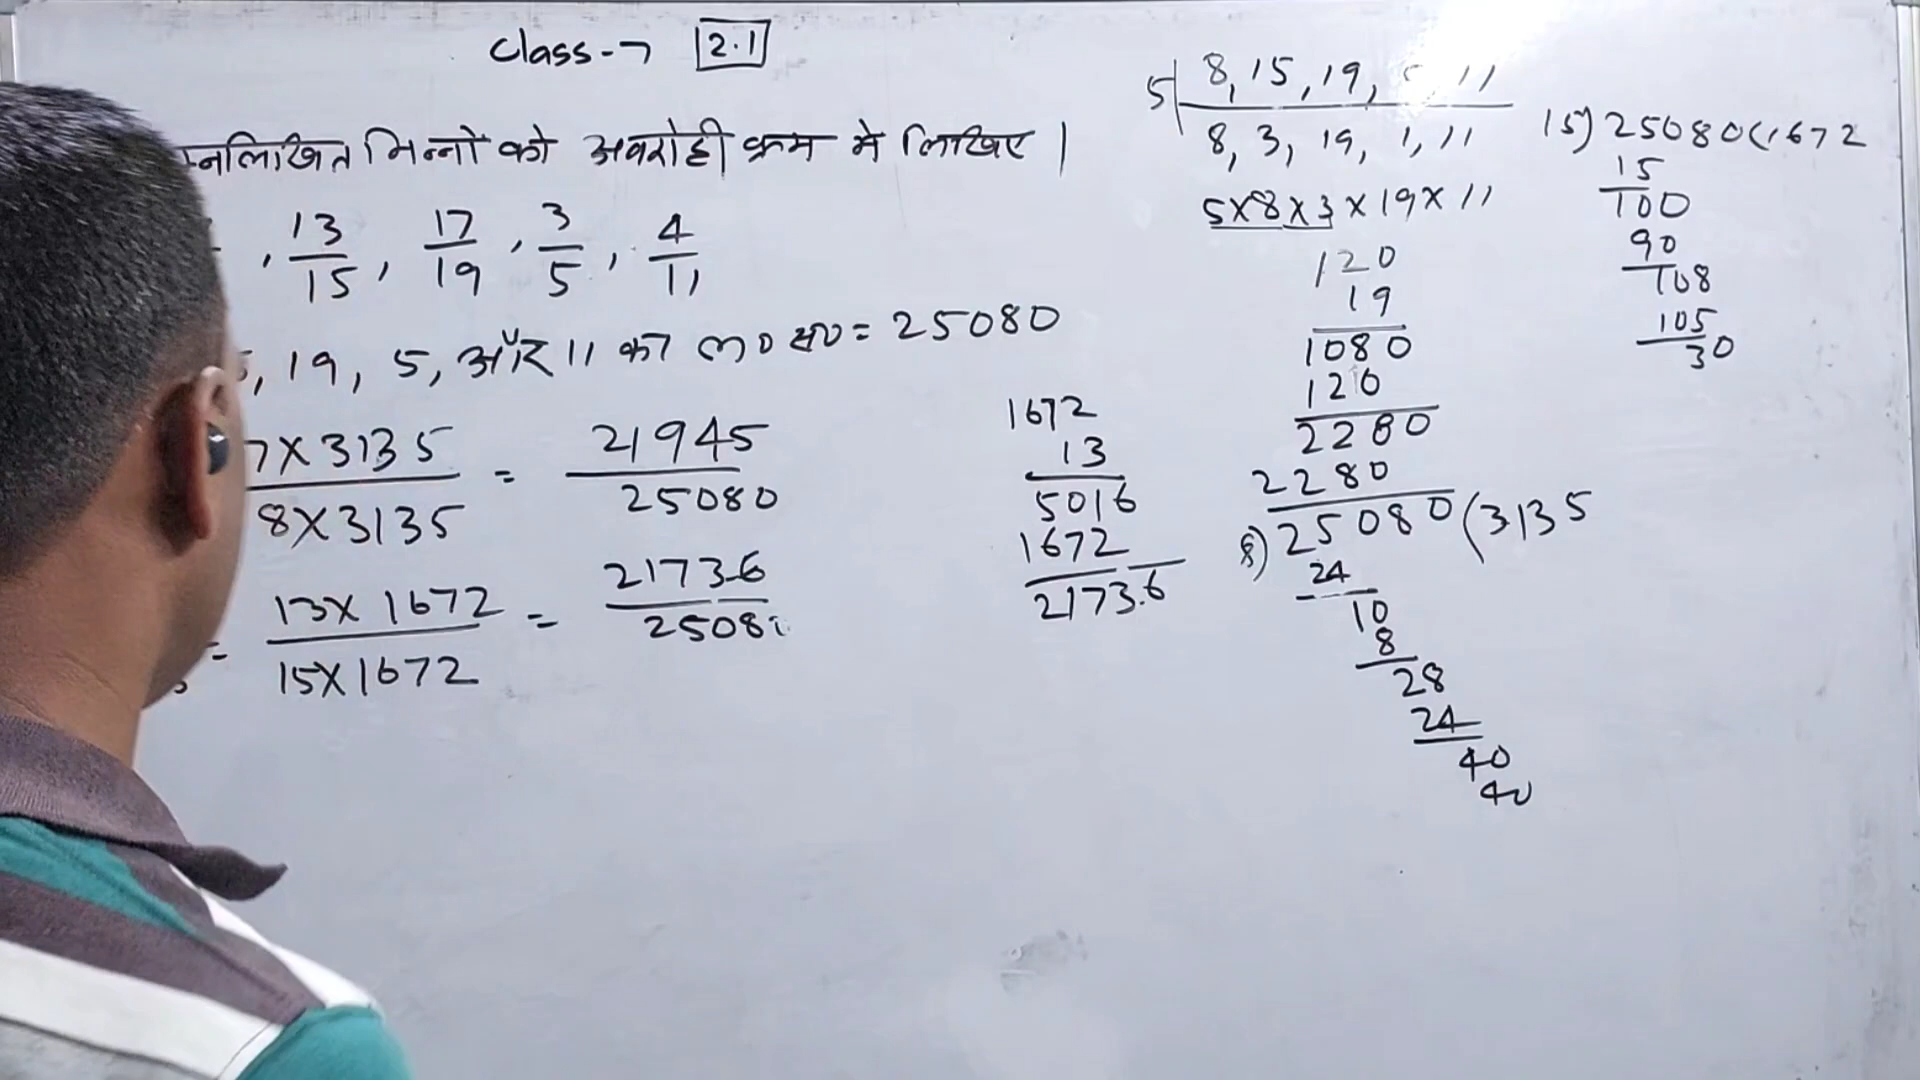 Class-7 2.1
नलिखित भिन्नो को अवरोही क्रम मे लिखिए |
, 13/15, 17/19, 3/5, 4/11
, 19, 5, और 11 का ल० स० = 25080
7×3135/8×3135 = 21945/25080
= 13×1672/15×1672 = 21736/2508
1672
13
5016
1672
21736
5 | 8, 15, 19, 11
8, 3, 19, 1, 11
5×8×3×19×11
120
19
1080
120
2280
2280
8) 25080 (3135
24
10
8
28
24
40
40
15) 25080 (1672
15
100
90
108
105
30